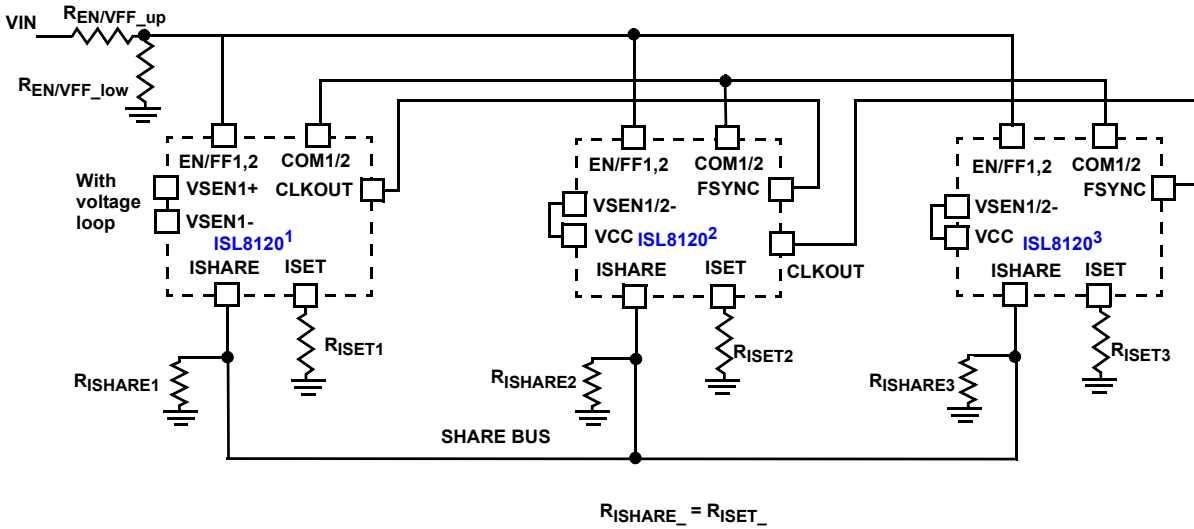 VIN
REN/VFF_up
REN/VFF_low
EN/FF1,2
COM1/2
With
voltage
loop
VSEN1+
CLKOUT
VSEN1-
ISL8120¹
ISHARE
ISET
RISET1
RISHARE1
EN/FF1,2
COM1/2
FSYNC
VSEN1/2-
VCC
ISL8120²
CLKOUT
ISHARE
ISET
RISET2
RISHARE2
EN/FF1,2
COM1/2
FSYNC
VSEN1/2-
VCC
ISL8120³
ISHARE
ISET
RISET3
RISHARE3
SHARE BUS
RISHARE_ = RISET_